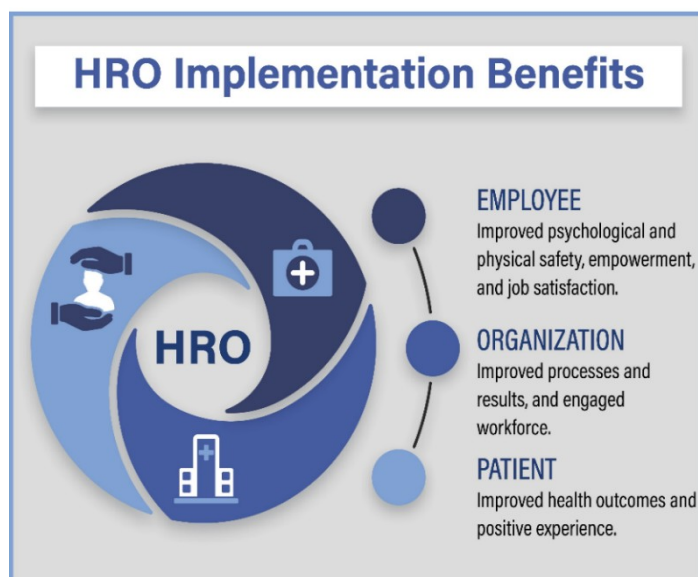 HRO Implementation Benefits
HRO
EMPLOYEE
Improved psychological and
physical safety, empowerment,
and job satisfaction.
ORGANIZATION
Improved processes and
results, and engaged
workforce.
PATIENT
Improved health outcomes and
positive experience.